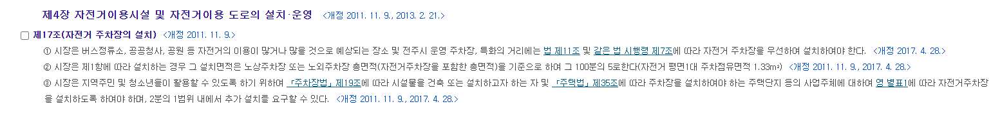 제4장 자전거이용시설 및 자전거이용 도로의 설치·운영 <개정 2011. 11. 9., 2013. 2. 21.>
제17조(자전거 주차장의 설치) <개정 2011. 11. 9.>
① 시장은 버스정류소, 공공청사, 공원 등 자전거의 이용이 많거나 많을 것으로 예상되는 장소 및 전주시 운영 주차장, 특화의 거리에는 법 제11조 및 같은 법 시행령 제7조에 따라 자전거 주차장을 우선하여 설치하여야 한다. <개정 2017. 4. 28.>
② 시장은 제1항에 따라 설치하는 경우 그 설치면적은 노상주차장 또는 노외주차장 총면적(자전거주차장을 포함한 총면적)을 기준으로 하며 그 100분의 5로한다(자전거 평면1대 주차점유면적 1.33㎡) <개정 2011. 11. 9., 2017. 4. 28.>
③ 시장은 지역주민 및 청소년들이 활용할 수 있도록 하기 위하여 「주차장법」제19조에 따라 시설물을 건축 또는 설치하고자 하는 자 및 「주택법」제35조에 따라 주차장을 설치하여야 하는 주택단지 등의 사업주체에 대하여 영 별표1에 따라 자전거주차장
을 설치하도록 하여야 하며, 2분의 1범위 내에서 추가 설치를 요구할 수 있다. <개정 2011. 11. 9., 2017. 4. 28.>